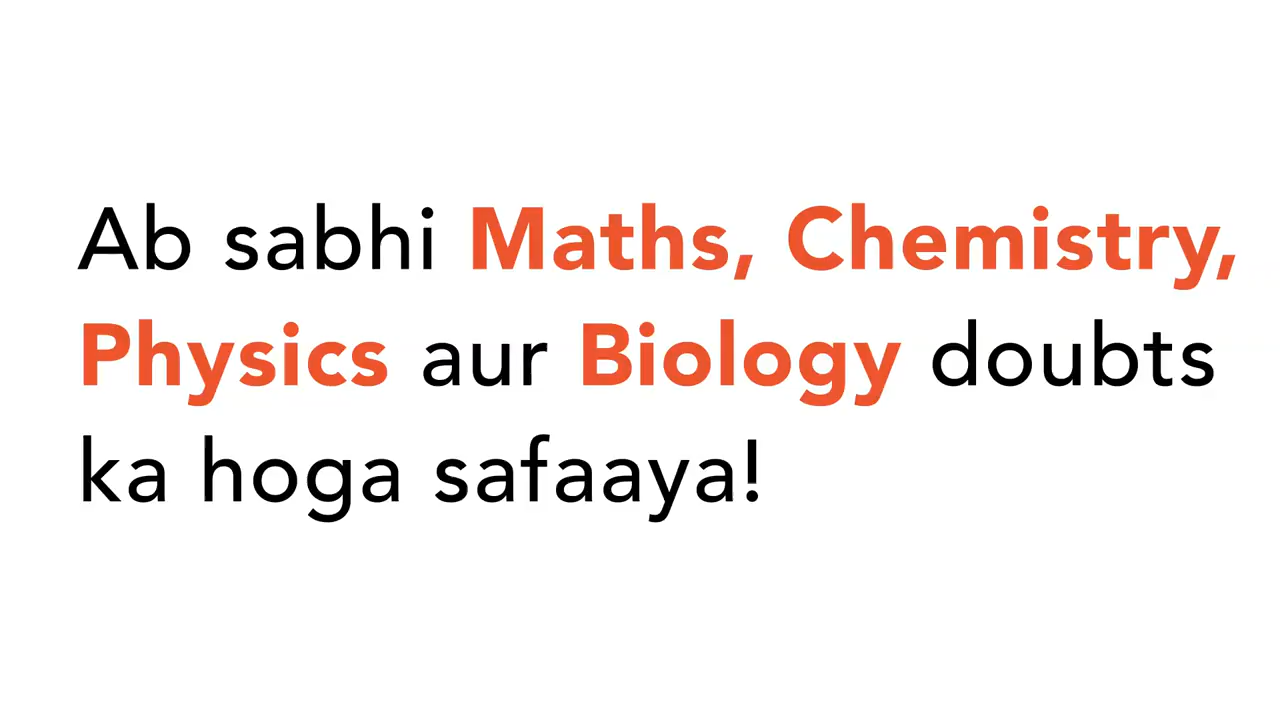 Ab sabhi Maths, Chemistry,
Physics aur Biology doubts
ka hoga safaaya!